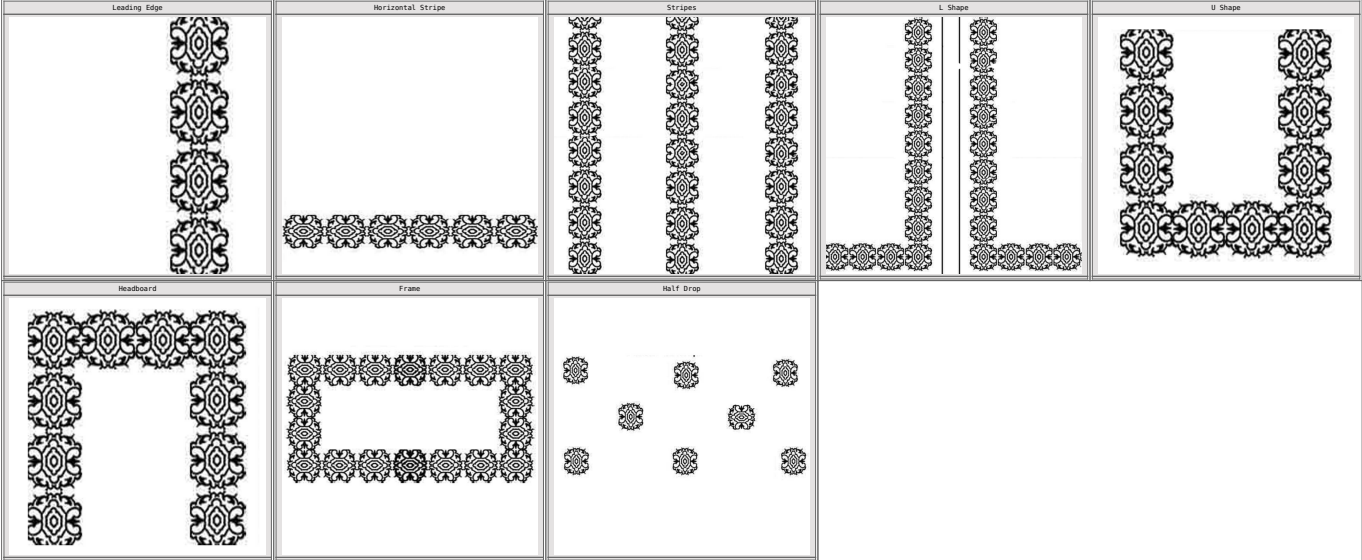 Leading Edge
Horizontal Stripe
Stripes
L Shape
U Shape
Headboard
Frame
Half Drop